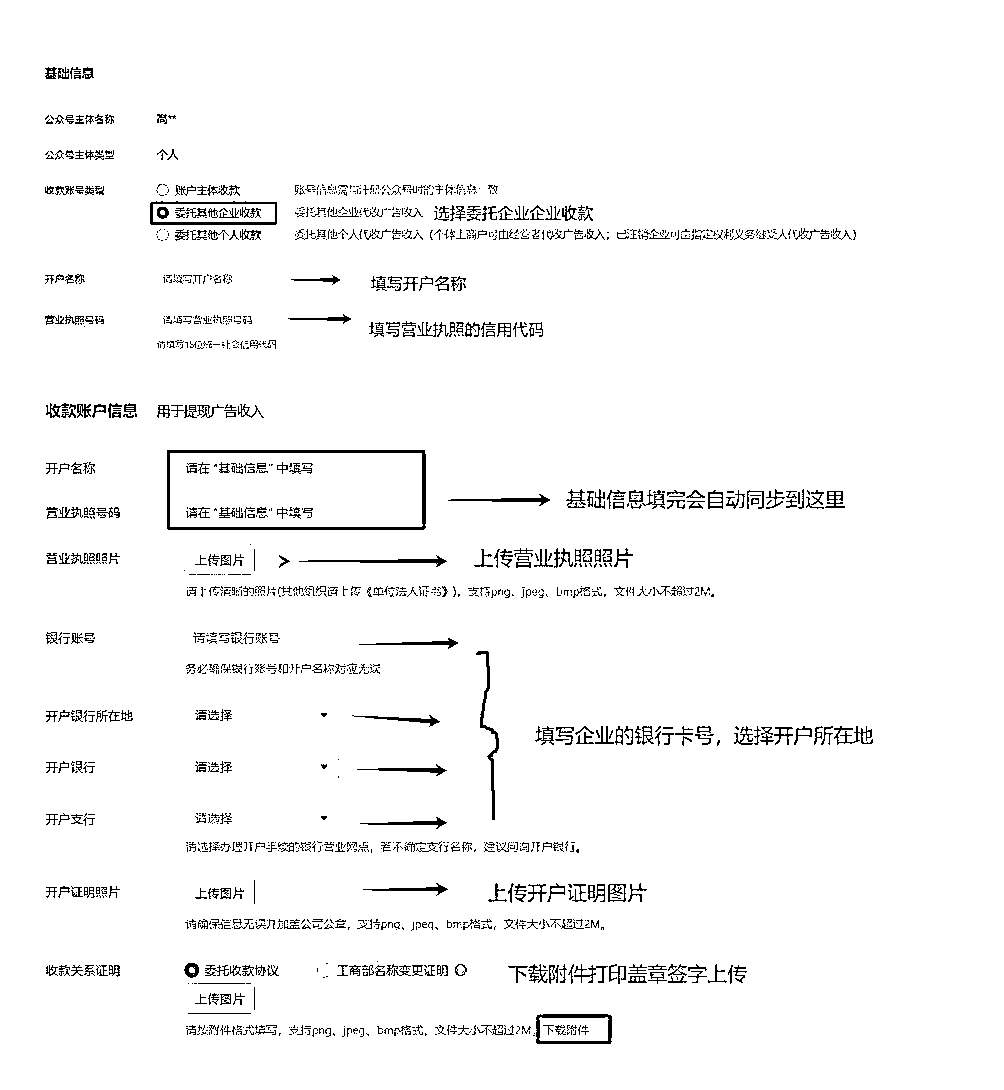 基础信息
公众号主体名称 高**
公众号主体类型 个人
收款账号类型 账户主体收款 账号信息需与注册公众号时的主体信息一致
委托其他企业收款 委托其他企业代收广告收入 选择委托企业企业收款
委托其他个人收款 委托其他个人代收广告收入（个体工商户可由经营者代收广告收入；已注销企业可由指定权利义务继受人代收广告收入）
开户名称 请填写开户名称 填写开户名称
营业执照号码 请填写营业执照号码 填写营业执照的信用代码
请填写18位统一社会信用代码
收款账户信息 用于提现广告收入
开户名称 请在“基础信息”中填写
基础信息填完会自动同步到这里
营业执照号码 请在“基础信息”中填写
营业执照照片 上传图片 上传营业执照照片
请上传清晰的照片(其他组织请上传《单位法人证书》)，支持png、jpeg、bmp格式，文件大小不超过2M。
银行账号 请填写银行账号
务必确保银行账号和开户名称对应无误
开户银行所在地 请选择
填写企业的银行卡号，选择开户所在地
开户银行 请选择
开户支行 请选择
请选择办理开户手续的银行营业网点，若不确定支行名称，建议问询开户银行。
开户证明照片 上传图片 上传开户证明图片
请确保信息无误并加盖公司公章，支持png、jpeg、bmp格式，文件大小不超过2M。
收款关系证明 委托收款协议 工商部名称变更证明 下载附件打印盖章签字上传
上传图片
请按附件格式填写，支持png、jpeg、bmp格式，文件大小不超过2M。下载附件